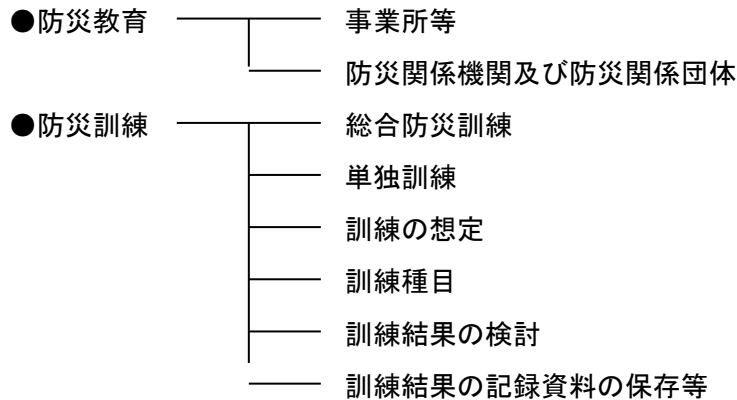 ●防災教育 事業所等
防災関係機関及び防災関係団体
●防災訓練 総合防災訓練
単独訓練
訓練の想定
訓練種目
訓練結果の検討
訓練結果の記録資料の保存等